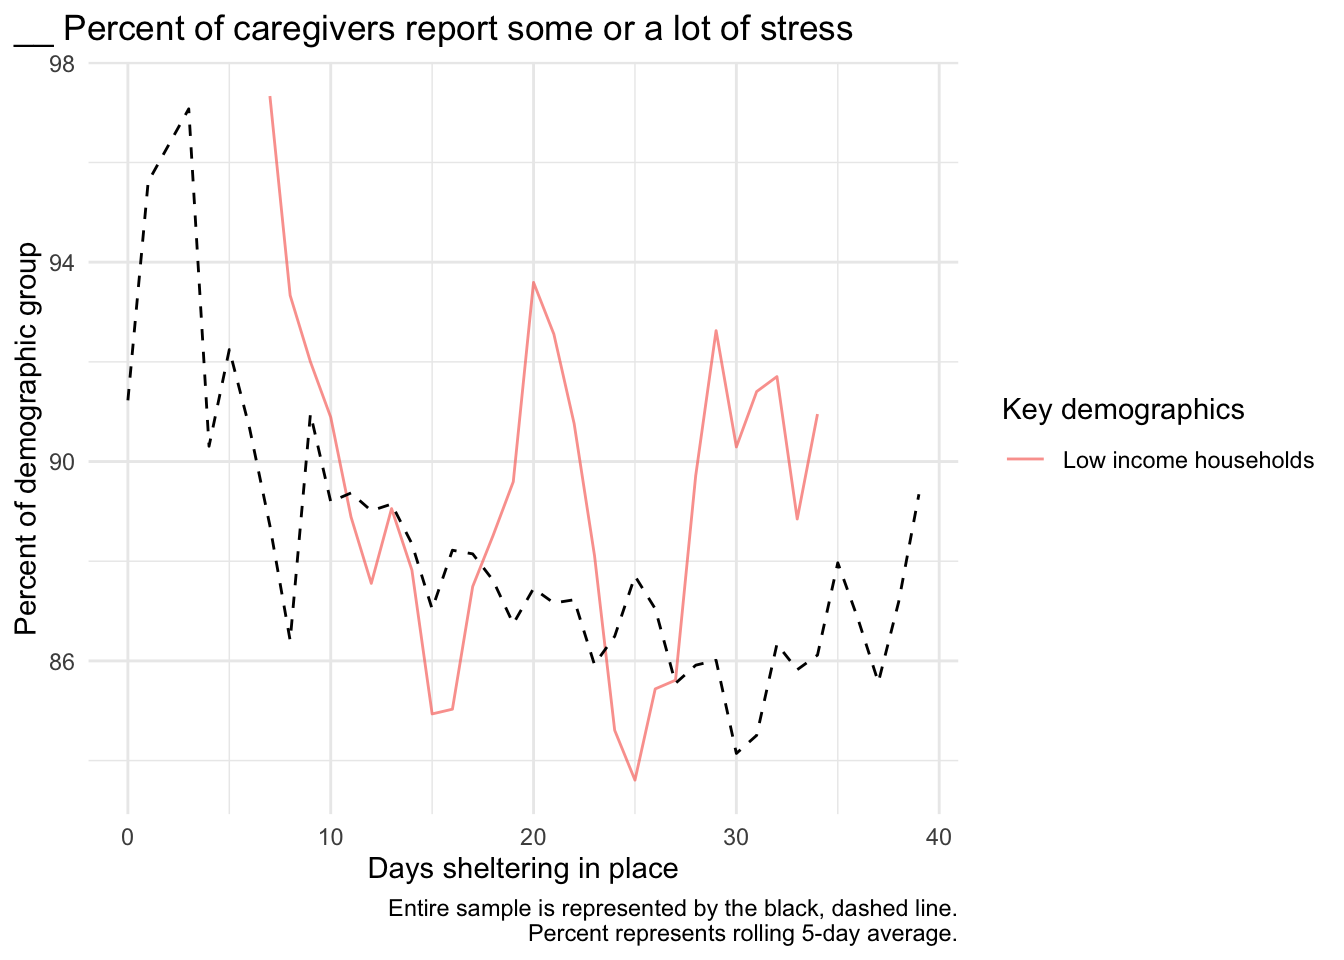 __ Percent of caregivers report some or a lot of stress
98
94
90
86
Percent of demographic group
0 10 20 30 40
Days sheltering in place
Key demographics
Low income households
Entire sample is represented by the black, dashed line.
Percent represents rolling 5-day average.